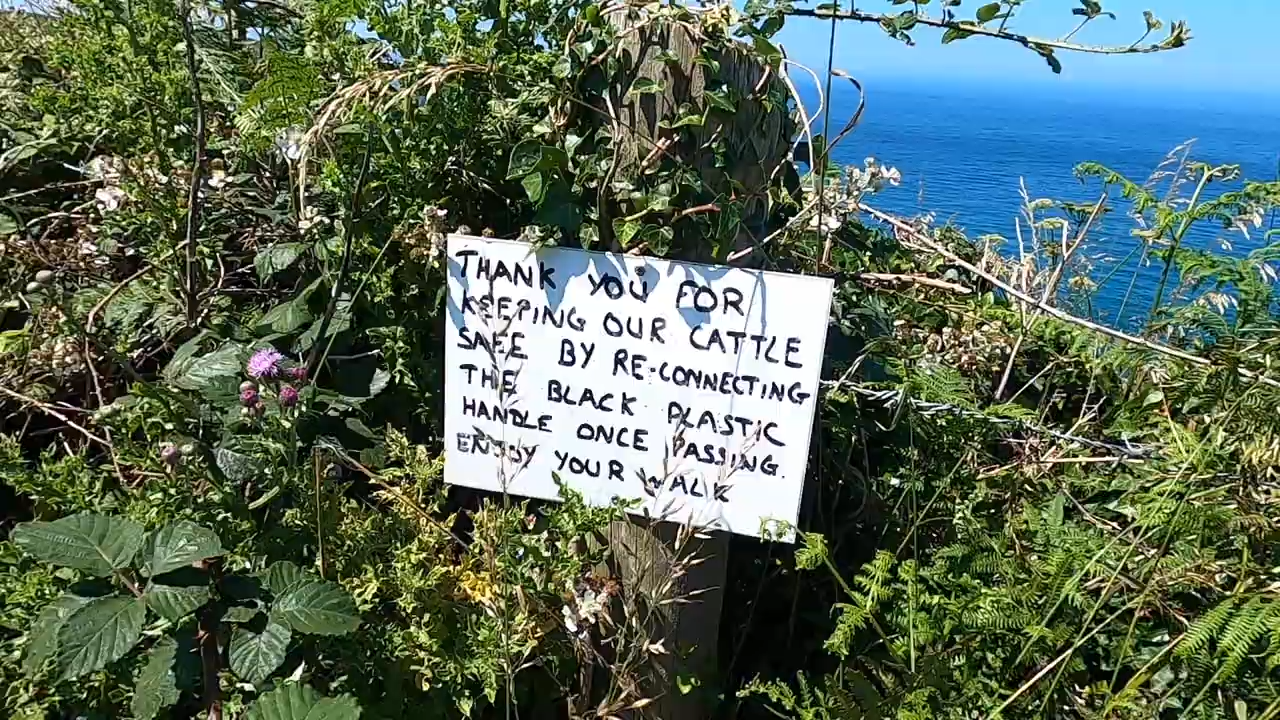 THANK YOU FOR
KEEPING OUR CATTLE
SAFE BY RE-CONNECTING
THE BLACK PLASTIC
HANDLE ONCE PASSING.
ENJOY YOUR WALK